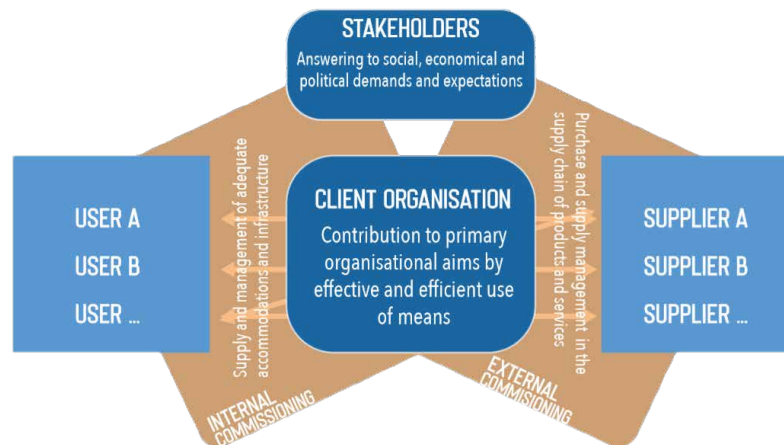 STAKEHOLDERS
Answering to social, economical and
political demands and expectations
USER A
USER B
USER ...
Supply and management of adequate
accommodations and infrastructure
CLIENT ORGANISATION
Contribution to primary
organisational aims by
effective and efficient use
of means
Purchase and supply management in the
supply chain of products and services
SUPPLIER A
SUPPLIER B
SUPPLIER ...
INTERNAL
COMMISSIONING
EXTERNAL
COMMISIONING